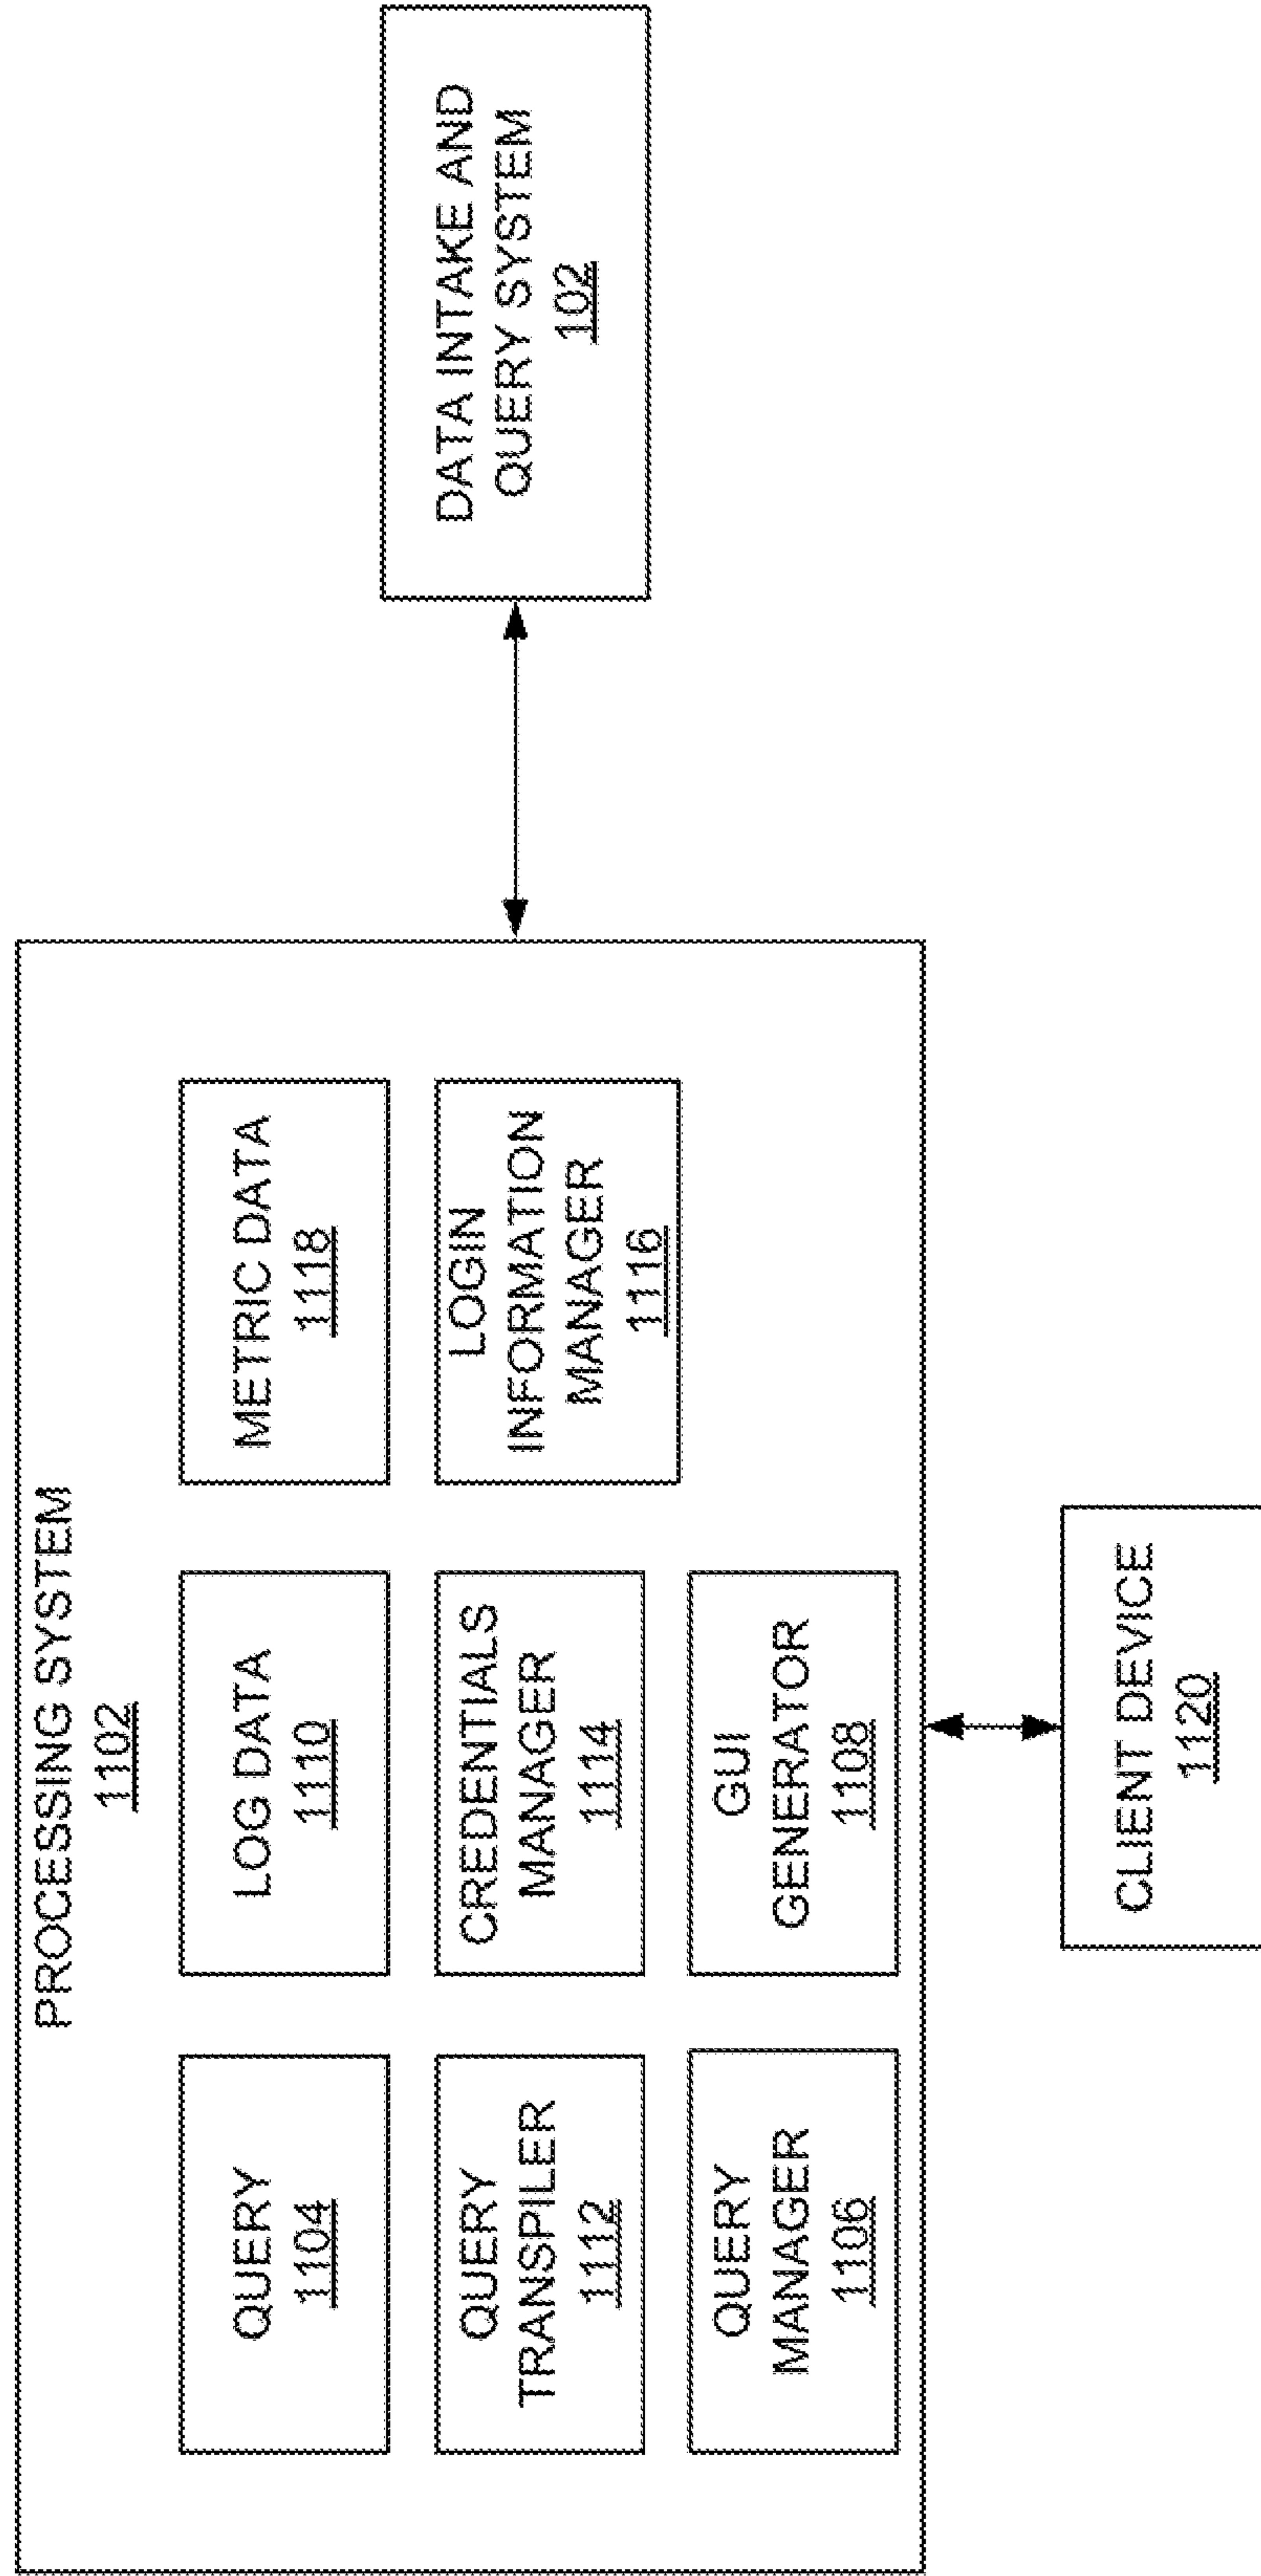 PROCESSING SYSTEM
1102
QUERY
1104
LOG DATA
1110
METRIC DATA
1118
QUERY
TRANSPILER
1112
CREDENTIALS
MANAGER
1114
LOGIN
INFORMATION
MANAGER
1116
QUERY
MANAGER
1106
GUI
GENERATOR
1108
DATA INTAKE AND
QUERY SYSTEM
102
CLIENT DEVICE
1120